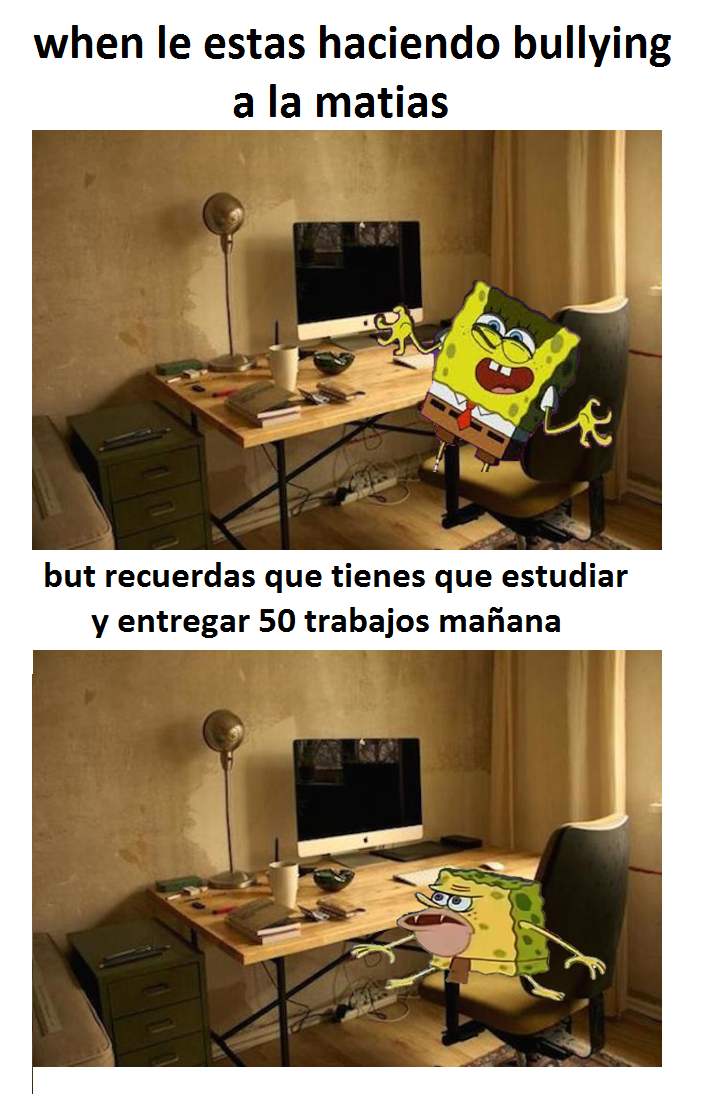 when le estas haciendo bullying
a la matias
but recuerdas que tienes que estudiar
y entregar 50 trabajos mañana